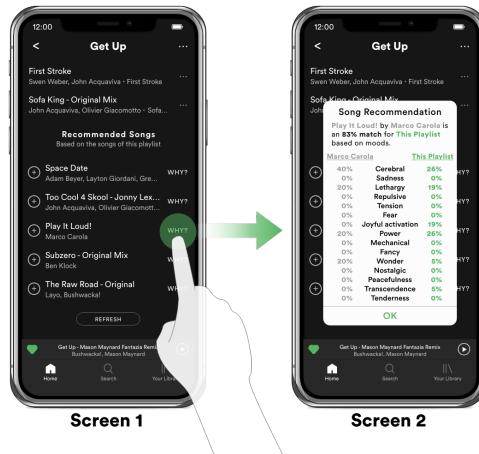 12:00
< Get Up ...
First Stroke
Swen Weber, John Acquaviva • First Stroke
Sofa King - Original Mix
John Acquaviva, Olivier Giacomotto • Sofa...
Recommended Songs
Based on the songs of this playlist
Space Date WHY?
Adam Beyer, Layton Giordani, Gre...
Too Cool 4 Skool - Jonny Lex... WHY?
John Acquaviva, Olivier Giacomott...
Play It Loud! WHY?
Marco Carola
Subzero - Original Mix
Ben Klock
The Raw Road - Original
Layo, Bushwacka!
REFRESH
Get Up - Mason Maynard Fantazia Remix
Bushwacka!, Mason Maynard
Home Search Your Library
Screen 1
12:00
< Get Up ...
First Stroke
Swen Weber, John Acquaviva • First Stroke
Sofa King - Original Mix
Song Recommendation
Play It Loud! by Marco Carola is
an 83% match for This Playlist
based on moods.
Marco Carola This Playlist
40% Cerebral 26%
0% Sadness 0%
20% Lethargy 19%
0% Repulsive 0%
0% Tension 0%
0% Fear 0%
0% Joyful activation 19%
20% Power 26%
0% Mechanical 0%
0% Fancy 0%
20% Wonder 5%
0% Nostalgic 0%
0% Peacefulness 0%
0% Transcendence 5%
0% Tenderness 0%
OK
Get Up - Mason Maynard Fantazia Remix
Bushwacka!, Mason Maynard
Home Search Your Library
Screen 2